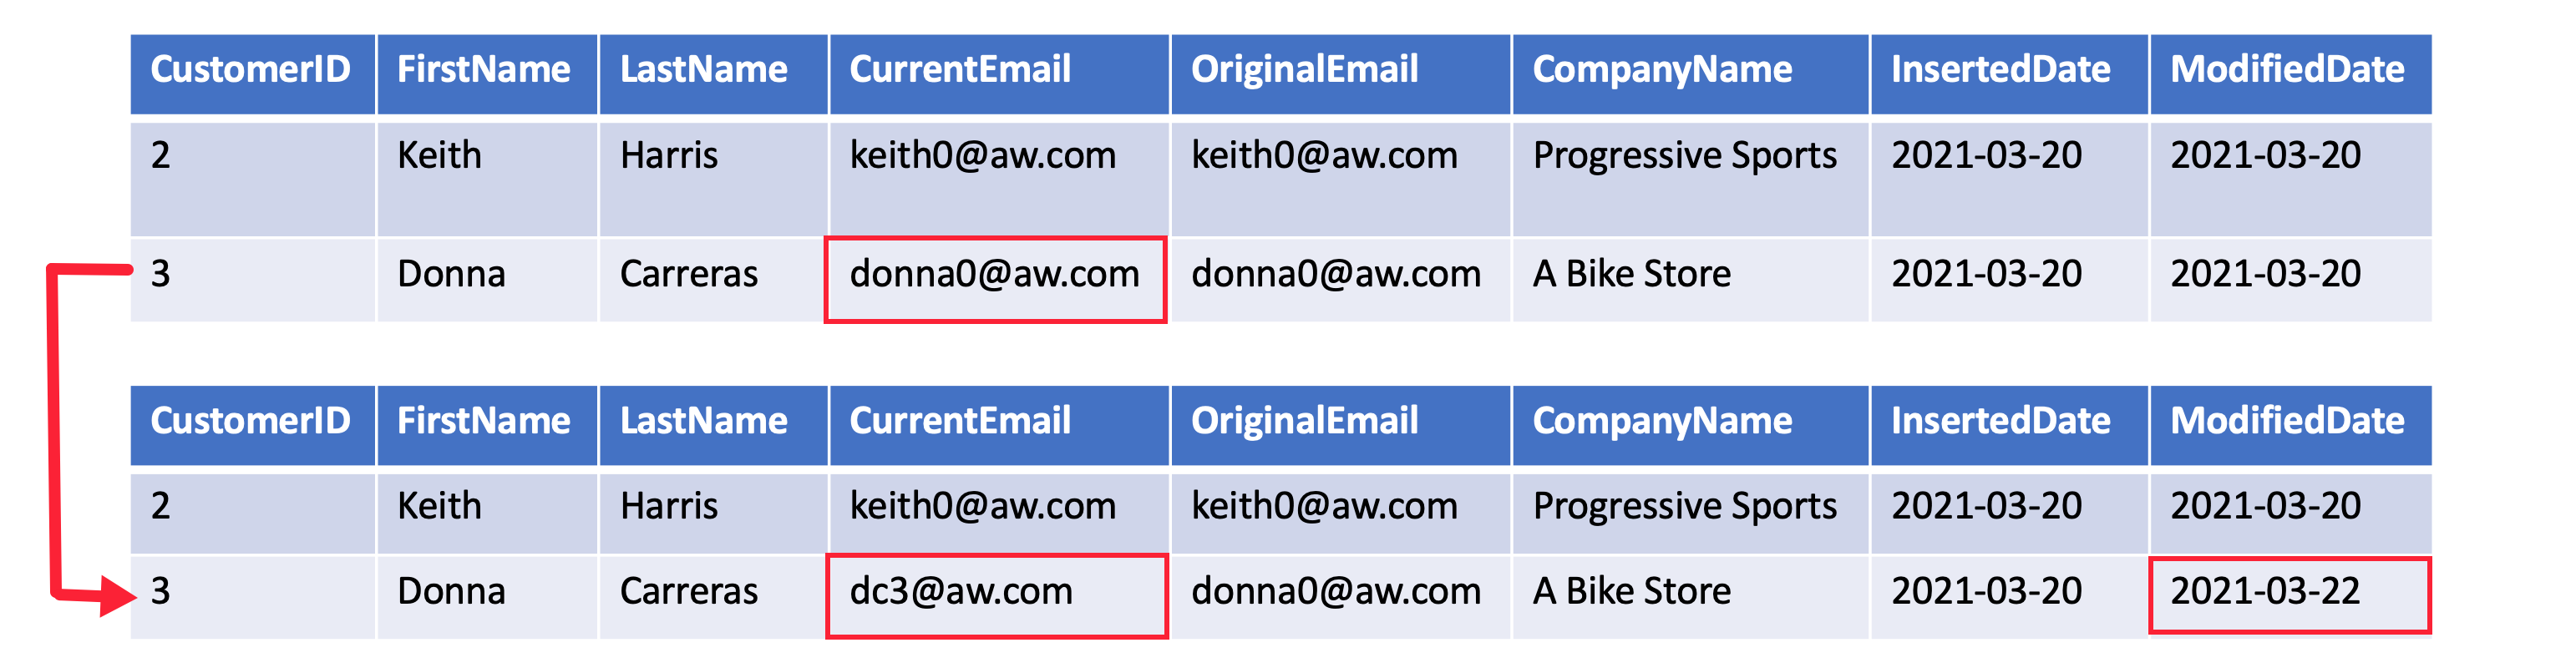 CustomerID FirstName LastName CurrentEmail OriginalEmail CompanyName InsertedDate ModifiedDate
2 Keith Harris keith0@aw.com keith0@aw.com Progressive Sports 2021-03-20 2021-03-20
3 Donna Carreras donna0@aw.com donna0@aw.com A Bike Store 2021-03-20 2021-03-20
CustomerID FirstName LastName CurrentEmail OriginalEmail CompanyName InsertedDate ModifiedDate
2 Keith Harris keith0@aw.com keith0@aw.com Progressive Sports 2021-03-20 2021-03-20
3 Donna Carreras dc3@aw.com donna0@aw.com A Bike Store 2021-03-20 2021-03-22